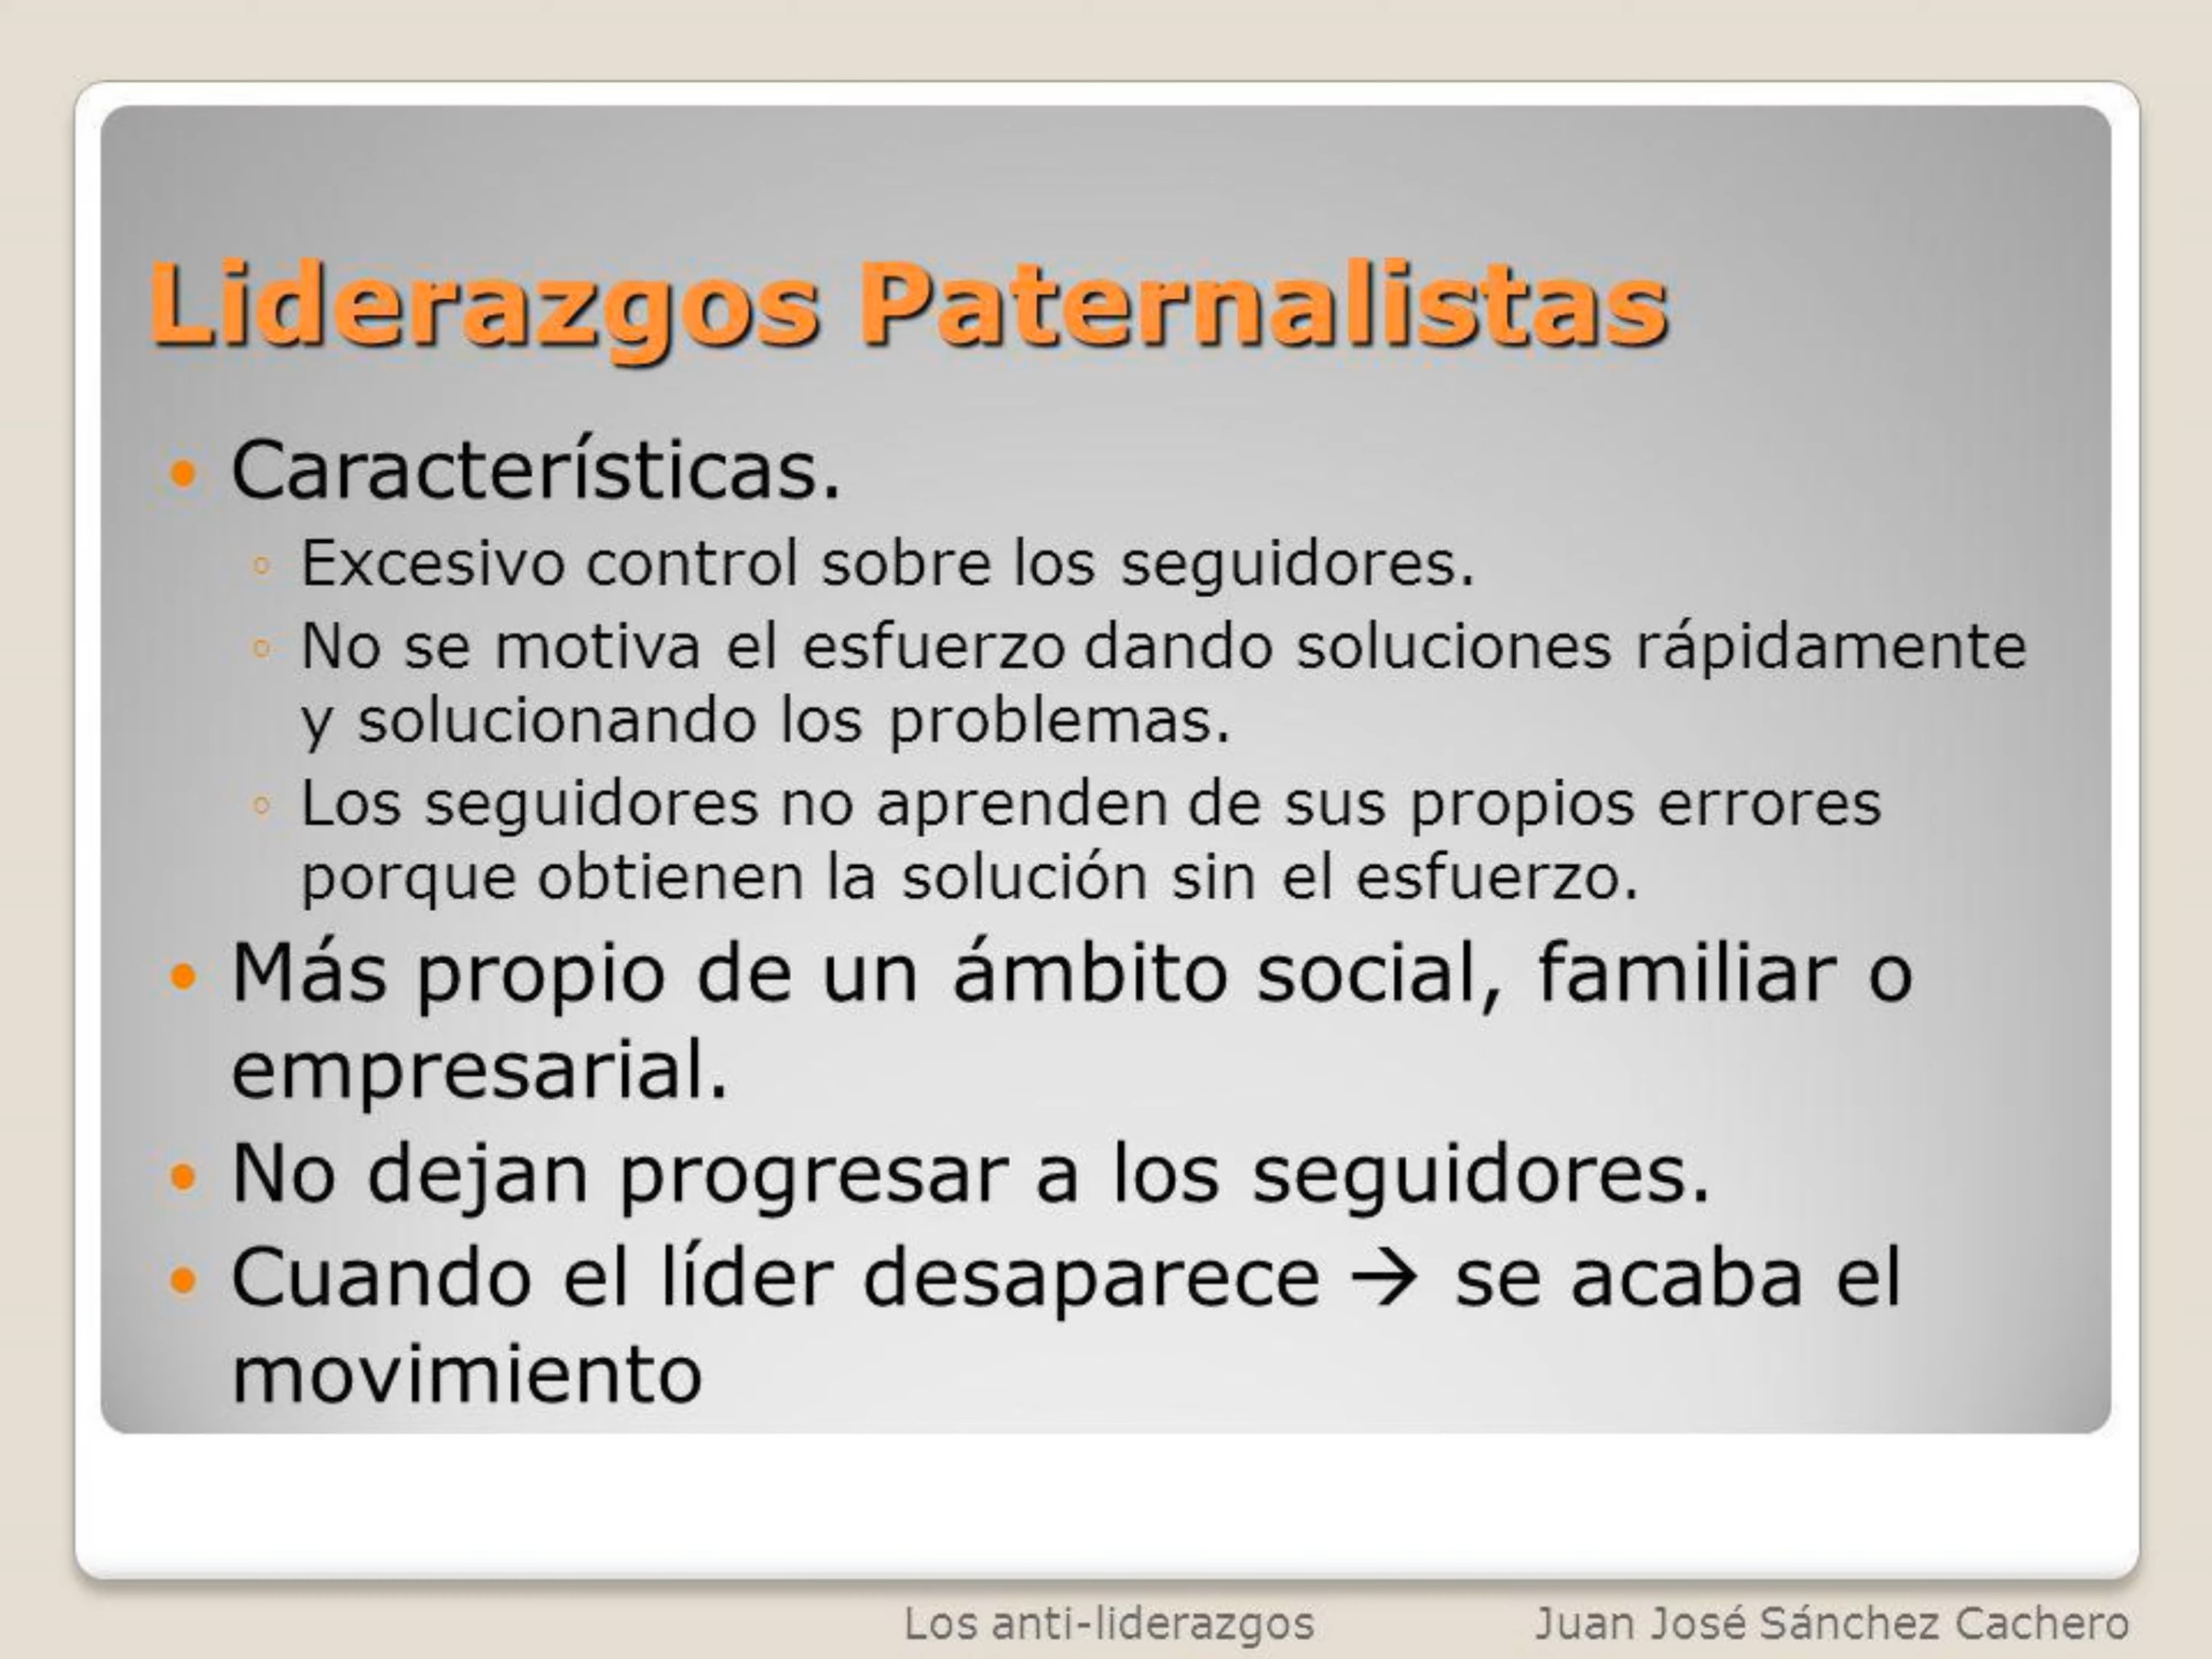 Liderazgos Paternalistas
• Características.
◦ Excesivo control sobre los seguidores.
◦ No se motiva el esfuerzo dando soluciones rápidamente
y solucionando los problemas.
◦ Los seguidores no aprenden de sus propios errores
porque obtienen la solución sin el esfuerzo.
• Más propio de un ámbito social, familiar o
empresarial.
• No dejan progresar a los seguidores.
• Cuando el líder desaparece → se acaba el
movimiento
Los anti-liderazgos
Juan José Sánchez Cachero